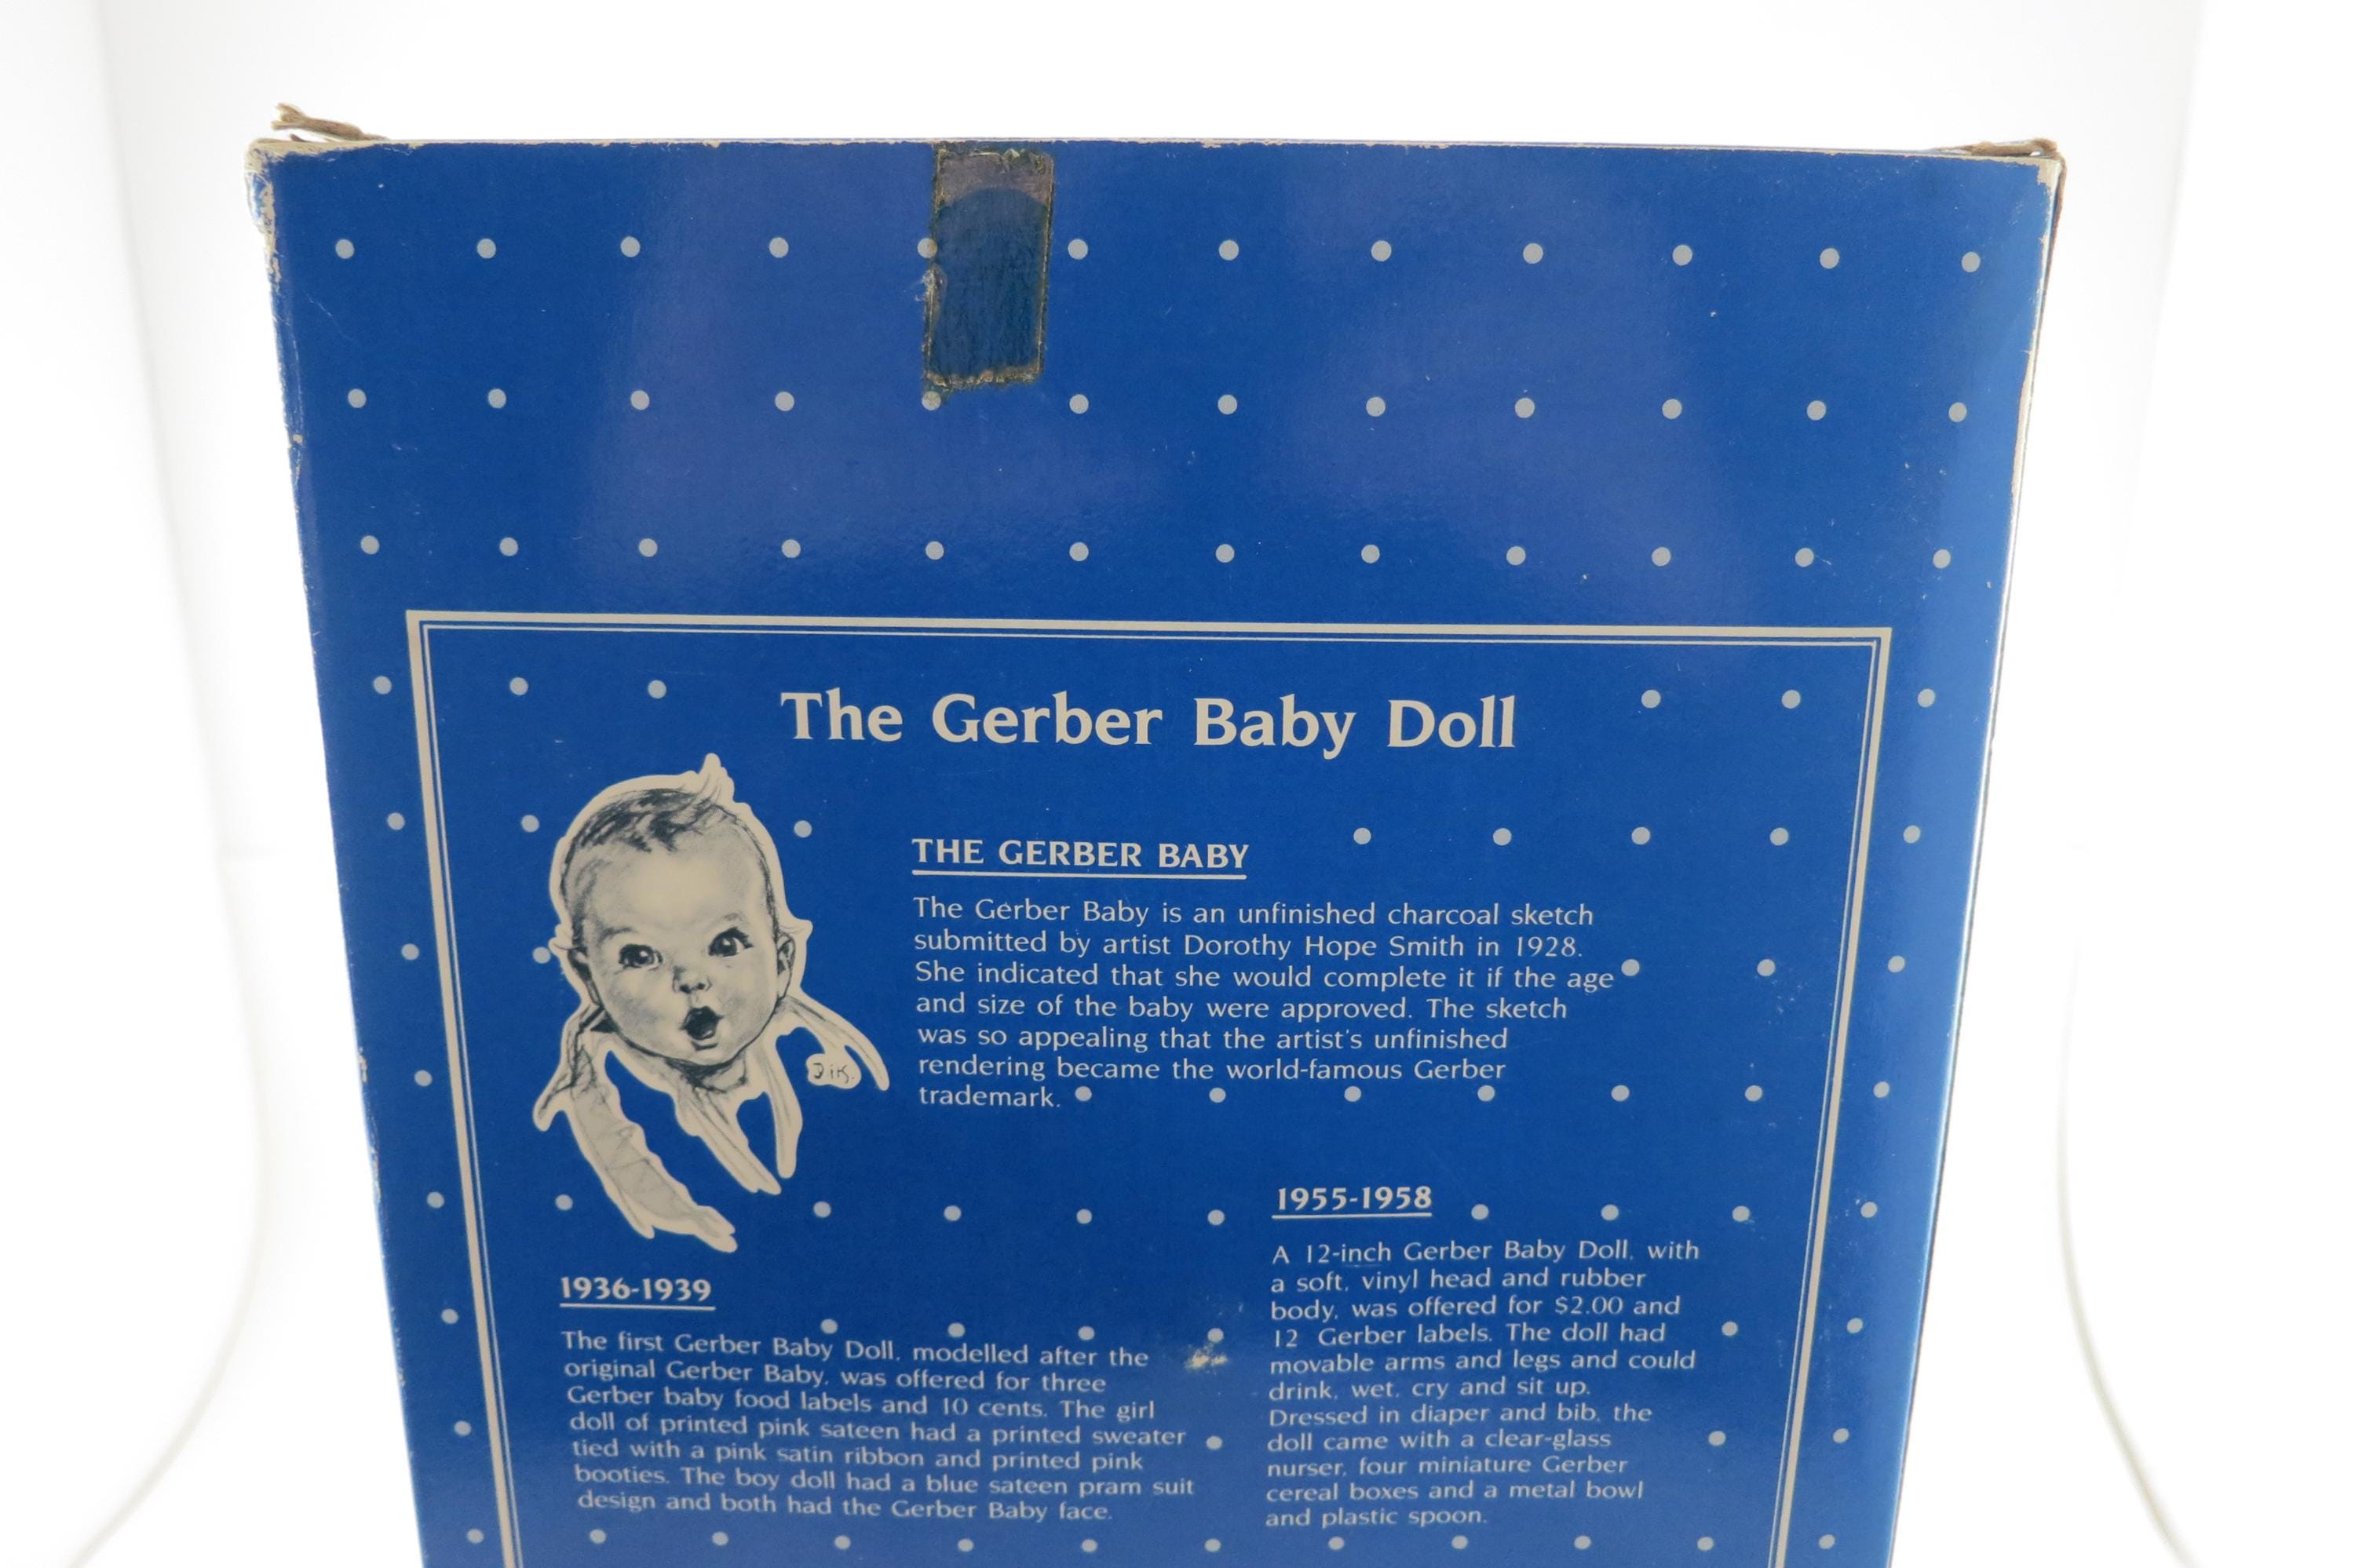 The Gerber Baby Doll
THE GERBER BABY
The Gerber Baby is an unfinished charcoal sketch
submitted by artist Dorothy Hope Smith in 1928.
She indicated that she would complete it if the age
and size of the baby were approved. The sketch
was so appealing that the artist's unfinished
rendering became the world-famous Gerber
trademark.
1936-1939
The first Gerber Baby Doll, modelled after the
original Gerber Baby, was offered for three
Gerber baby food labels and 10 cents. The girl
doll of printed pink sateen had a printed sweater
tied with a pink satin ribbon and printed pink
booties. The boy doll had a blue sateen pram suit
design and both had the Gerber Baby face.
1955-1958
A 12-inch Gerber Baby Doll, with
a soft, vinyl head and rubber
body, was offered for $2.00 and
12 Gerber labels. The doll had
movable arms and legs and could
drink, wet, cry and sit up.
Dressed in diaper and bib, the
doll came with a clear-glass
nurser, four miniature Gerber
cereal boxes and a metal bowl
and plastic spoon.